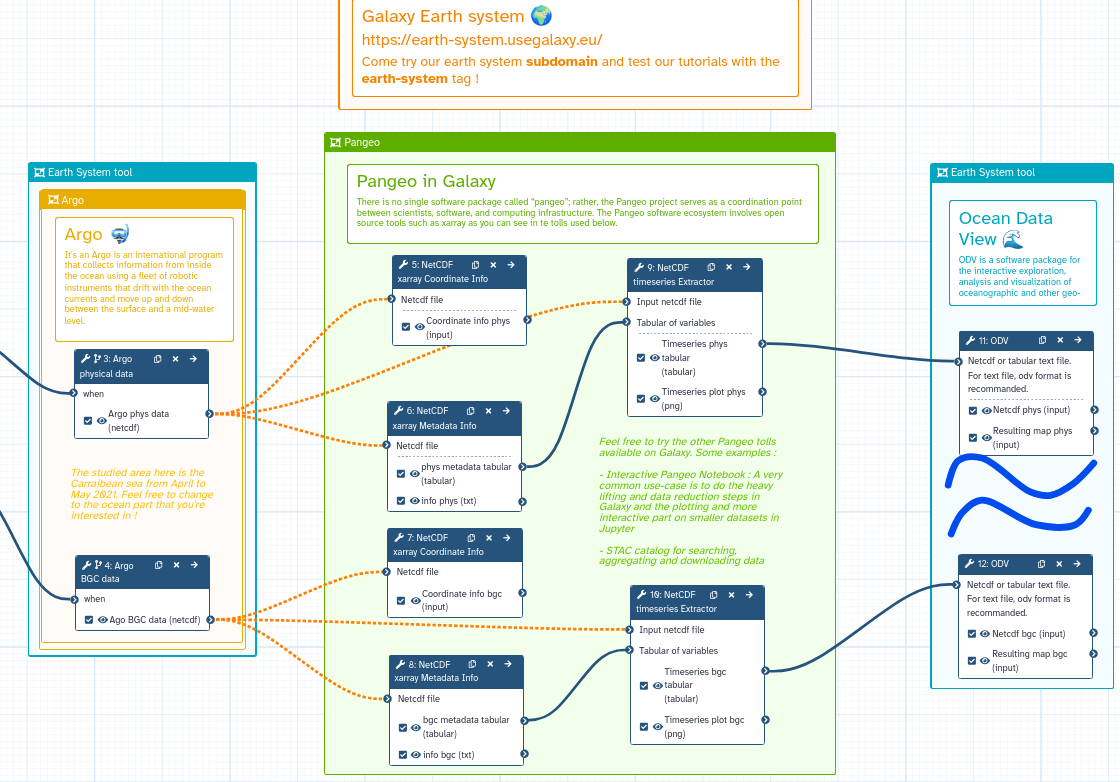 Galaxy Earth system 🌍
https://earth-system.usegalaxy.eu/
Come try our earth system subdomain and test our tutorials with the
earth-system tag !
Earth System tool
Argo
Argo 🤿
It's an Argo is an international program
that collects information from inside
the ocean using a fleet of robotic
instruments that drift with the ocean
currents and move up and down
between the surface and a mid-water
level.
3: Argo
physical data
when
Argo phys data
(netcdf)
The studied area here is the
Carraibean sea from April to
May 2021. Feel free to change
to the ocean part that you're
interested in !
4: Argo
BGC data
when
Ago BGC data (netcdf)
Pangeo
Pangeo in Galaxy
There is no single software package called “pangeo”; rather, the Pangeo project serves as a coordination point
between scientists, software, and computing infrastructure. The Pangeo software ecosystem involves open
source tools such as xarray as you can see in te tolls used below.
5: NetCDF
xarray Coordinate Info
Netcdf file
Coordinate info phys
(input)
6: NetCDF
xarray Metadata Info
Netcdf file
phys metadata tabular
(tabular)
info phys (txt)
7: NetCDF
xarray Coordinate Info
Netcdf file
Coordinate info bgc
(input)
8: NetCDF
xarray Metadata Info
Netcdf file
bgc metadata tabular
(tabular)
info bgc (txt)
9: NetCDF
timeseries Extractor
Input netcdf file
Tabular of variables
Timeseries phys
tabular
(tabular)
Timeseries plot phys
(png)
Feel free to try the other Pangeo tolls
available on Galaxy. Some examples :
- Interactive Pangeo Notebook : A very
common use-case is to do the heavy
lifting and data reduction steps in
Galaxy and the plotting and more
interactive part on smaller datasets in
Jupyter
- STAC catalog for searching,
aggregating and downloading data
10: NetCDF
timeseries Extractor
Input netcdf file
Tabular of variables
Timeseries bgc
tabular
(tabular)
Timeseries plot bgc
(png)
Earth System tool
Ocean Data
View 🌊
ODV is a software package for
the interactive exploration,
analysis and visualization of
oceanographic and other geo-
11: ODV
Netcdf or tabular text file.
For text file, odv format is
recommanded.
Netcdf phys (input)
Resulting map phys
(input)
12: ODV
Netcdf or tabular text file.
For text file, odv format is
recommanded.
Netcdf bgc (input)
Resulting map bgc
(input)